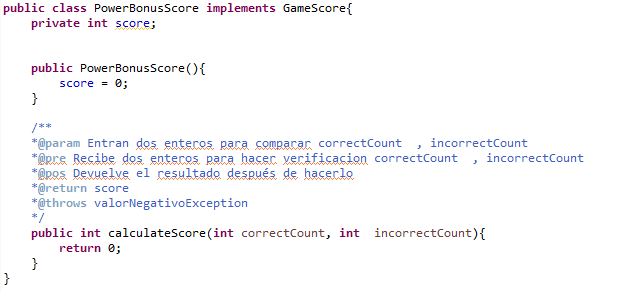 public class PowerBonusScore implements GameScore{
private int score;
public PowerBonusScore(){
score = 0;
}
/**
*@param Entran dos enteros para comparar correctCount  , incorrectCount
*@pre Recibe dos enteros para hacer verificacion correctCount  , incorrectCount
*@pos Devuelve el resultado después de hacerlo
*@return score
*@throws valorNegativoException
*/
public int calculateScore(int correctCount, int  incorrectCount){
return 0;
}
}